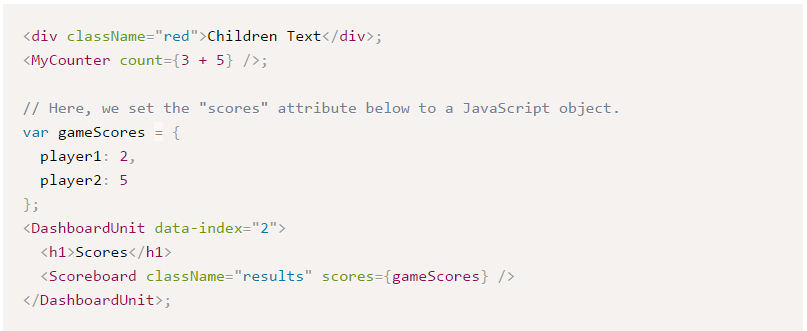 <div className="red">Children Text</div>;
<MyCounter count={3 + 5} />;

// Here, we set the "scores" attribute below to a JavaScript object.
var gameScores = {
  player1: 2,
  player2: 5
};
<DashboardUnit data-index="2">
  <h1>Scores</h1>
  <Scoreboard className="results" scores={gameScores} />
</DashboardUnit>;